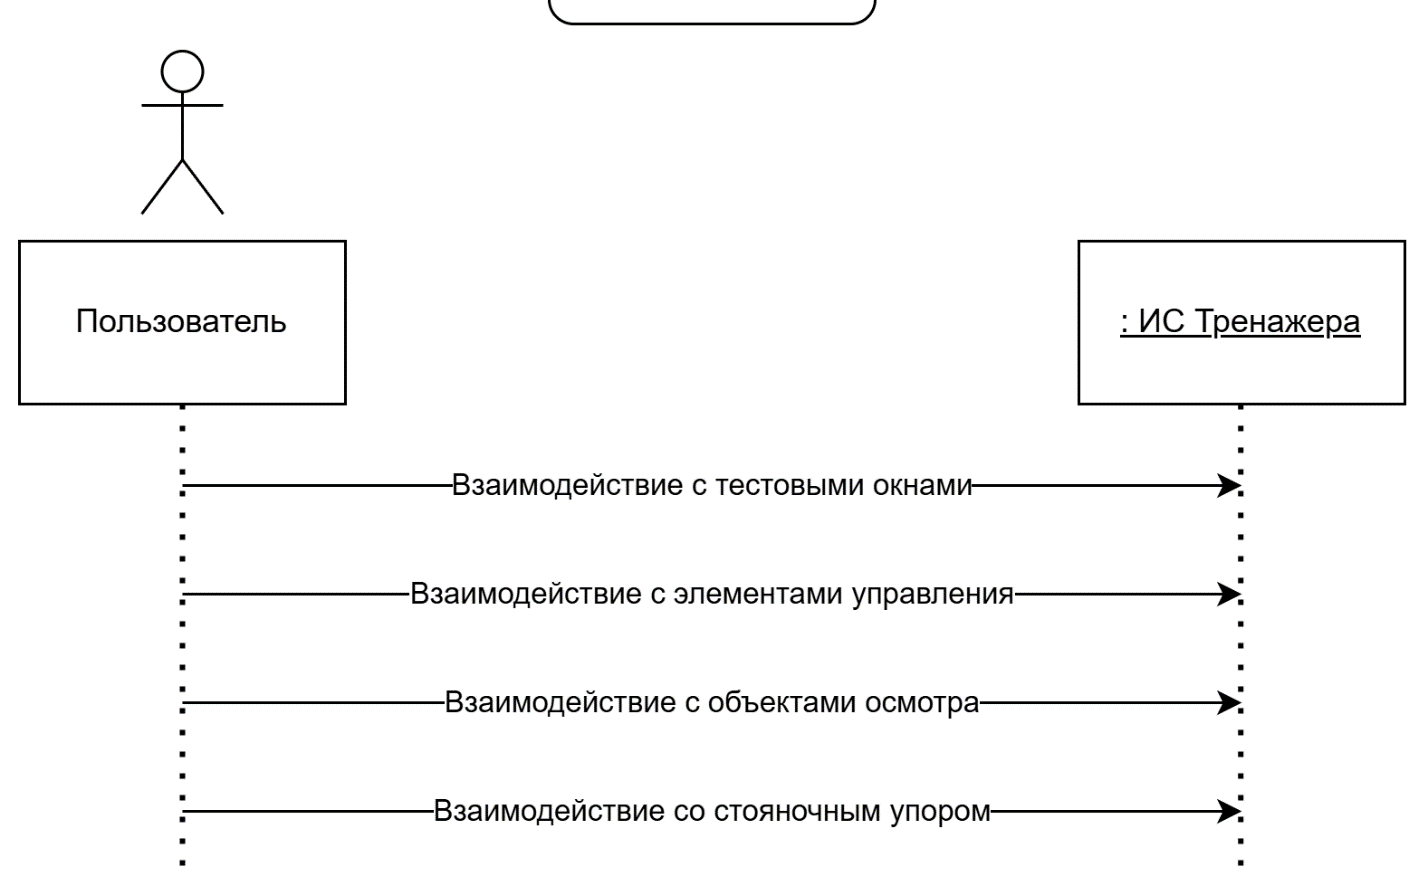 Пользователь
: ИС Тренажера
Взаимодействие с тестовыми окнами
Взаимодействие с элементами управления
Взаимодействие с объектами осмотра
Взаимодействие со стояночным упором